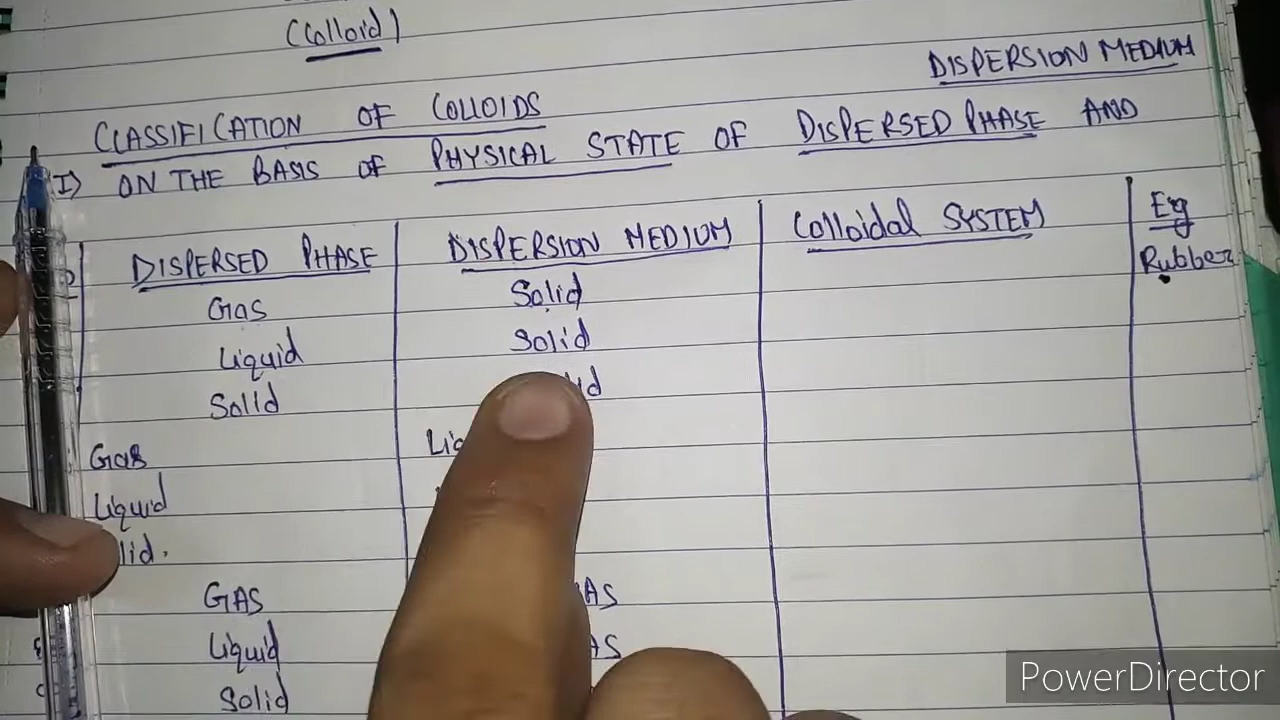 (Colloid)
DISPERSION MEDIUM
CLASSIFICATION OF COLLOIDS
I) ON THE BASIS OF PHYSICAL STATE OF DISPERSED PHASE AND
DISPERSED PHASE DISPERSION MEDIUM Colloidal SYSTEM Eg
Gas Solid Rubber
Liquid Solid
Solid
Gas
Liquid
GAS
Liquid
Solid
PowerDirector